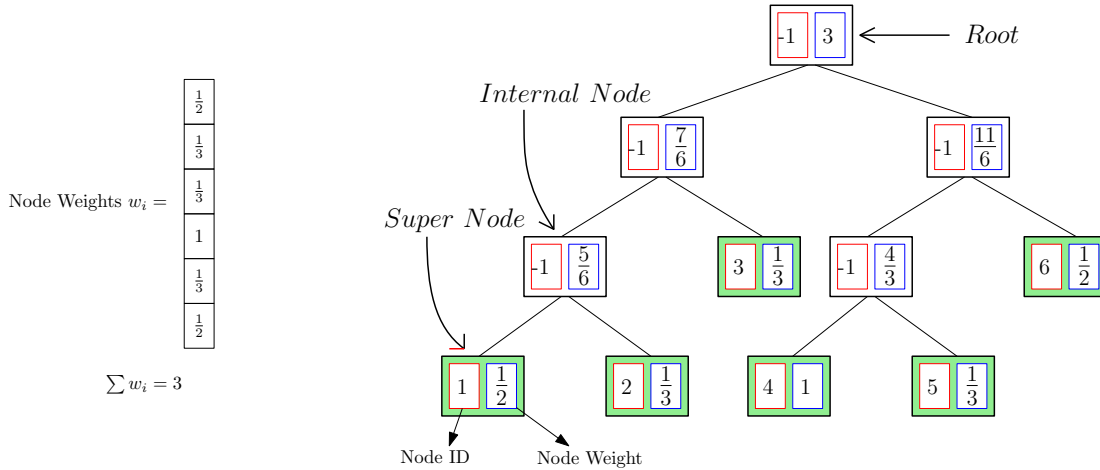 -1 3
Root
Internal Node
-1 7/6
-1 11/6
1/2
1/3
1/3
1
1/3
1/2
Node Weights w_i =
∑ w_i = 3
Super Node
-1 5/6
3 1/3
-1 4/3
6 1/2
1 1/2
2 1/3
4 1
5 1/3
Node ID
Node Weight